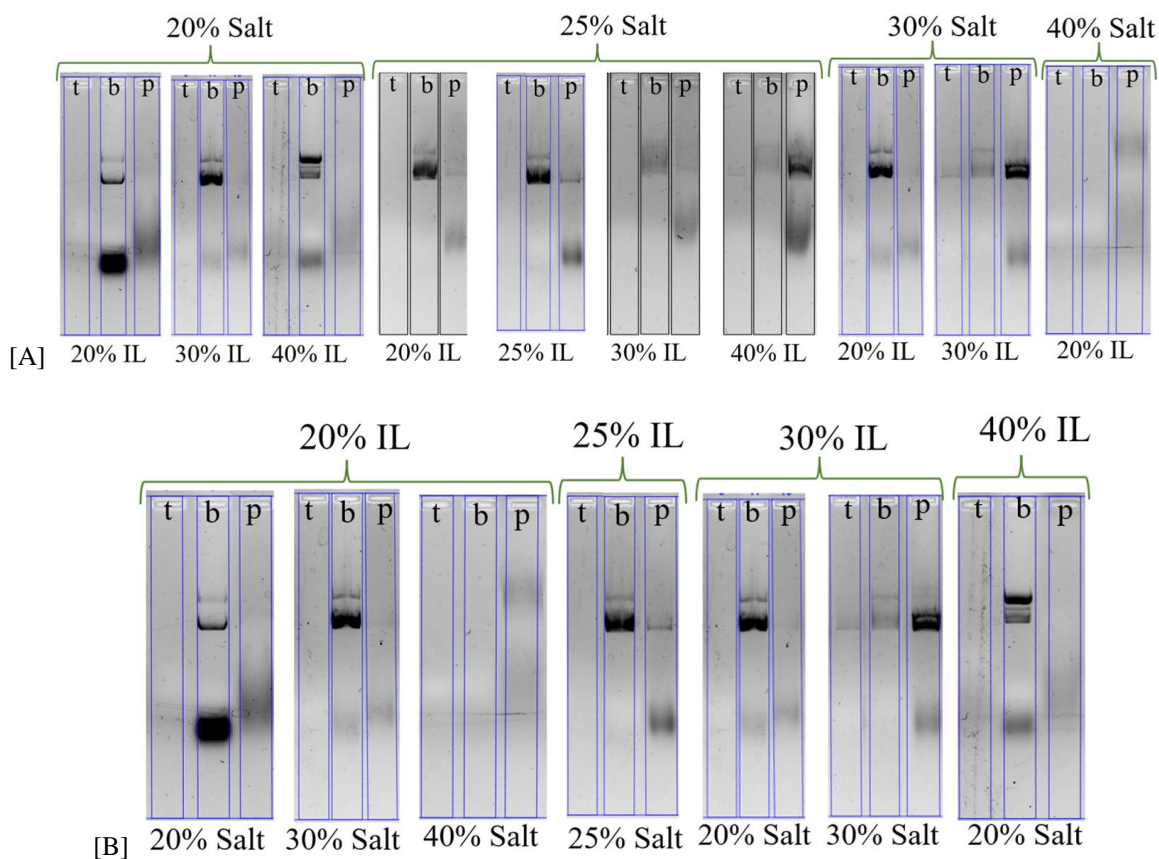 20% Salt 25% Salt 30% Salt 40% Salt
t b p t b p t b p t b p t b p t b p t b p t b p t b p t b p
20% IL 30% IL 40% IL 20% IL 25% IL 30% IL 40% IL 20% IL 30% IL 20% IL
[A]
20% IL 25% IL 30% IL 40% IL
t b p t b p t b p t b p t b p t b p t b p
20% Salt 30% Salt 40% Salt 25% Salt 20% Salt 30% Salt 20% Salt
[B]